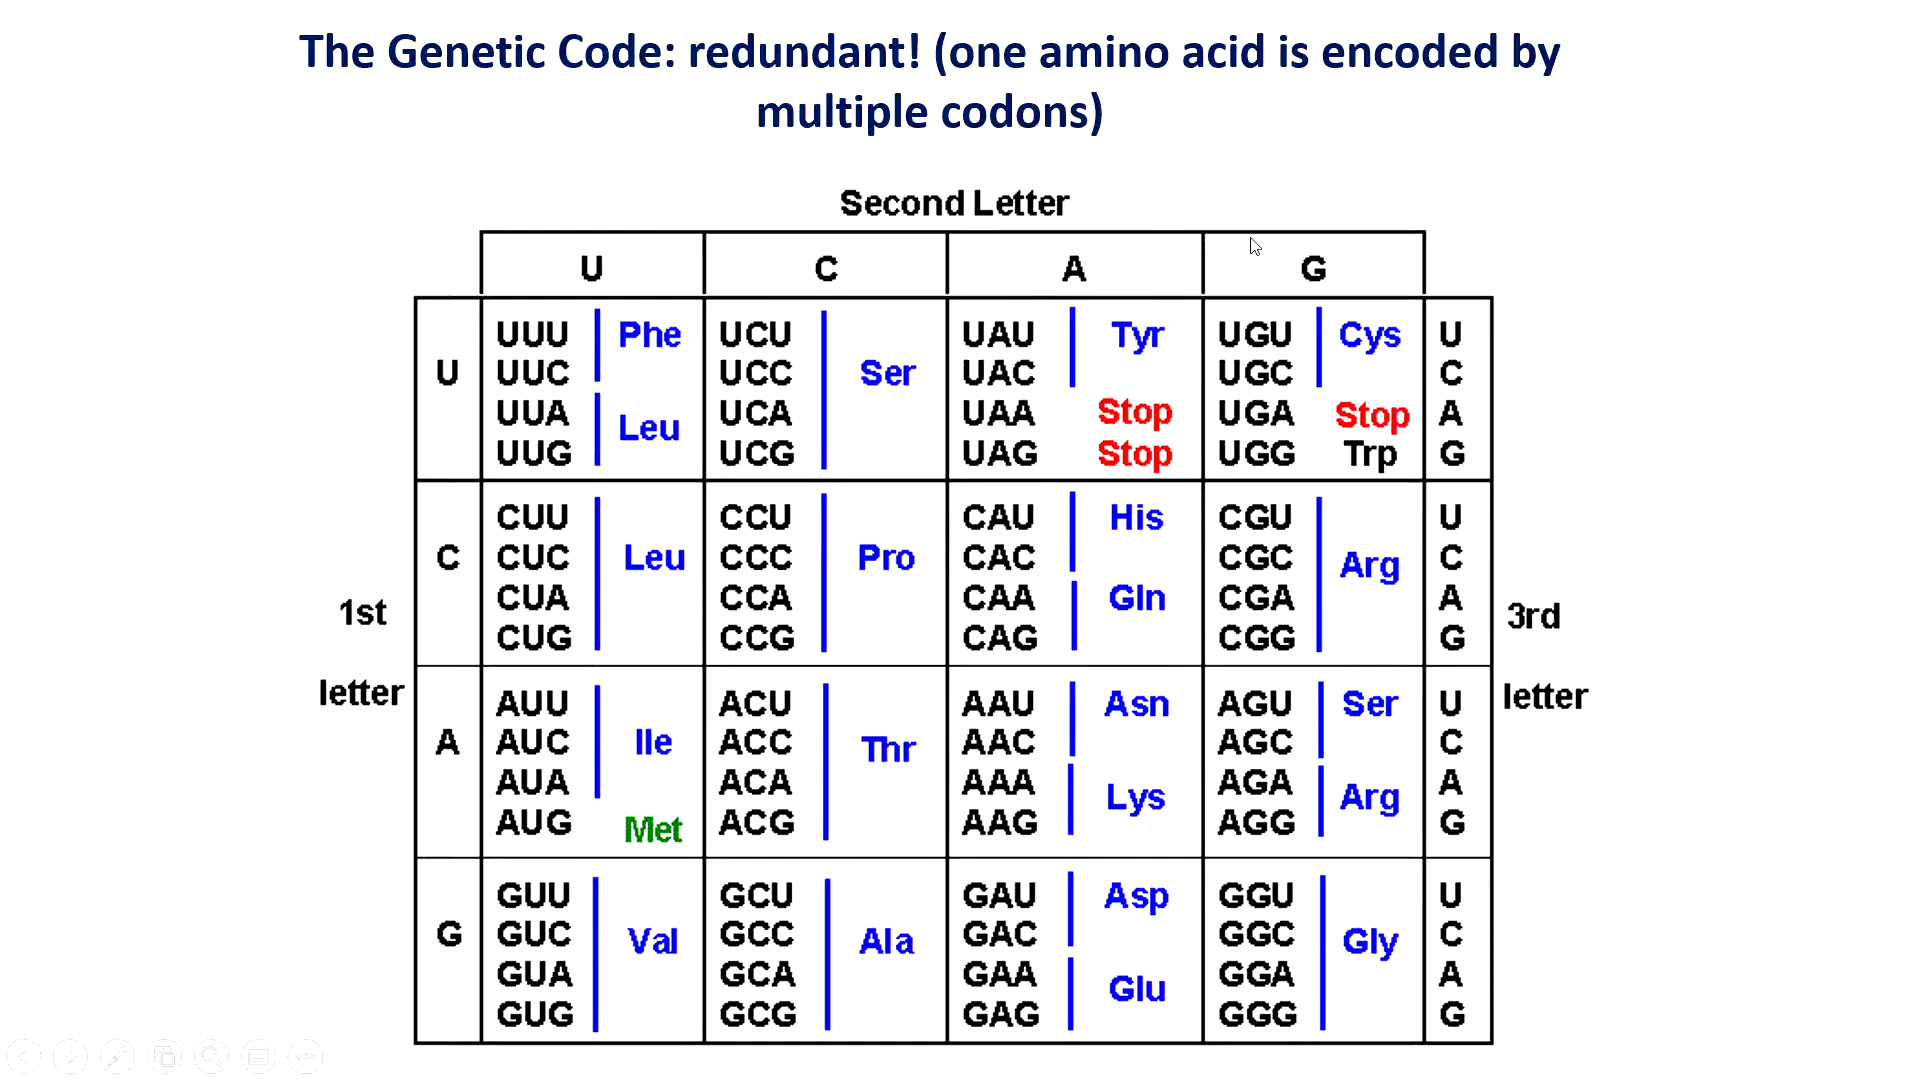 The Genetic Code: redundant! (one amino acid is encoded by
multiple codons)
Second Letter
U C A G
UUU Phe UCU UAU Tyr UGU Cys U
U UUC UCC Ser UAC UGC C
UUA Leu UCA UAA Stop UGA Stop A
UUG UCG UAG Stop UGG Trp G
CUU CCU CAU His CGU U
C CUC Leu CCC Pro CAC CGC Arg C
1st CUA CCA CAA Gln CGA A 3rd
CUG CCG CAG CGG G
letter AUU ACU AAU Asn AGU Ser U letter
A AUC Ile ACC Thr AAC AGC C
AUA ACA AAA Lys AGA Arg A
AUG Met ACG AAG AGG G
GUU GCU GAU Asp GGU U
G GUC Val GCC Ala GAC GGC Gly C
GUA GCA GAA Glu GGA A
GUG GCG GAG GGG G